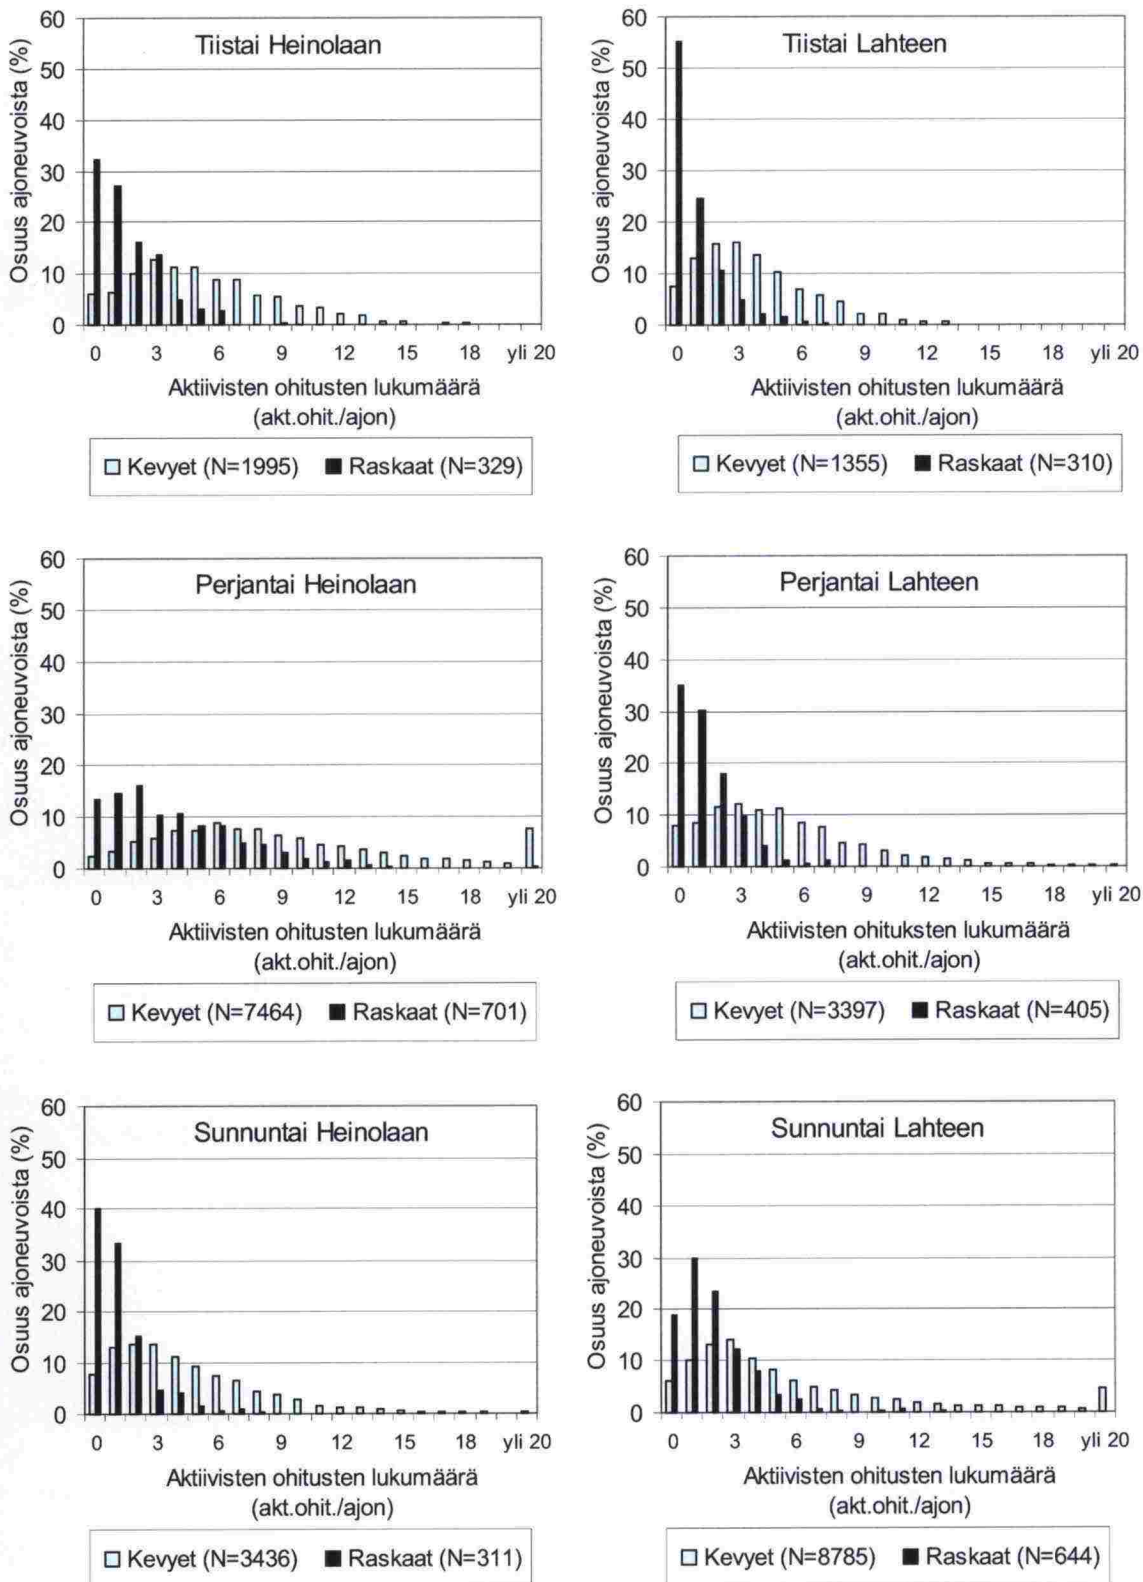 Tiistai Heinolaan
Osuus ajoneuvoista (%)
60
50
40
30
20
10
0
0 3 6 9 12 15 18 yli 20
Aktiivisten ohitusten lukumäärä
(akt.ohit./ajon)
Kevyet (N=1995) Raskaat (N=329)
Tiistai Lahteen
Osuus ajoneuvoista (%)
60
50
40
30
20
10
0
0 3 6 9 12 15 18 yli 20
Aktiivisten ohitusten lukumäärä
(akt.ohit./ajon)
Kevyet (N=1355) Raskaat (N=310)
Perjantai Heinolaan
Osuus ajoneuvoista (%)
60
50
40
30
20
10
0
0 3 6 9 12 15 18 yli 20
Aktiivisten ohitusten lukumäärä
(akt.ohit./ajon)
Kevyet (N=7464) Raskaat (N=701)
Perjantai Lahteen
Osuus ajoneuvoista (%)
60
50
40
30
20
10
0
0 3 6 9 12 15 18 yli 20
Aktiivisten ohituksten lukumäärä
(akt.ohit./ajon)
Kevyet (N=3397) Raskaat (N=405)
Sunnuntai Heinolaan
Osuus ajoneuvoista (%)
60
50
40
30
20
10
0
0 3 6 9 12 15 18 yli 20
Aktiivisten ohitusten lukumäärä
(akt.ohit./ajon)
Kevyet (N=3436) Raskaat (N=311)
Sunnuntai Lahteen
Osuus ajoneuvoista (%)
60
50
40
30
20
10
0
0 3 6 9 12 15 18 yli 20
Aktiivisten ohitusten lukumäärä
(akt.ohit./ajon)
Kevyet (N=8785) Raskaat (N=644)